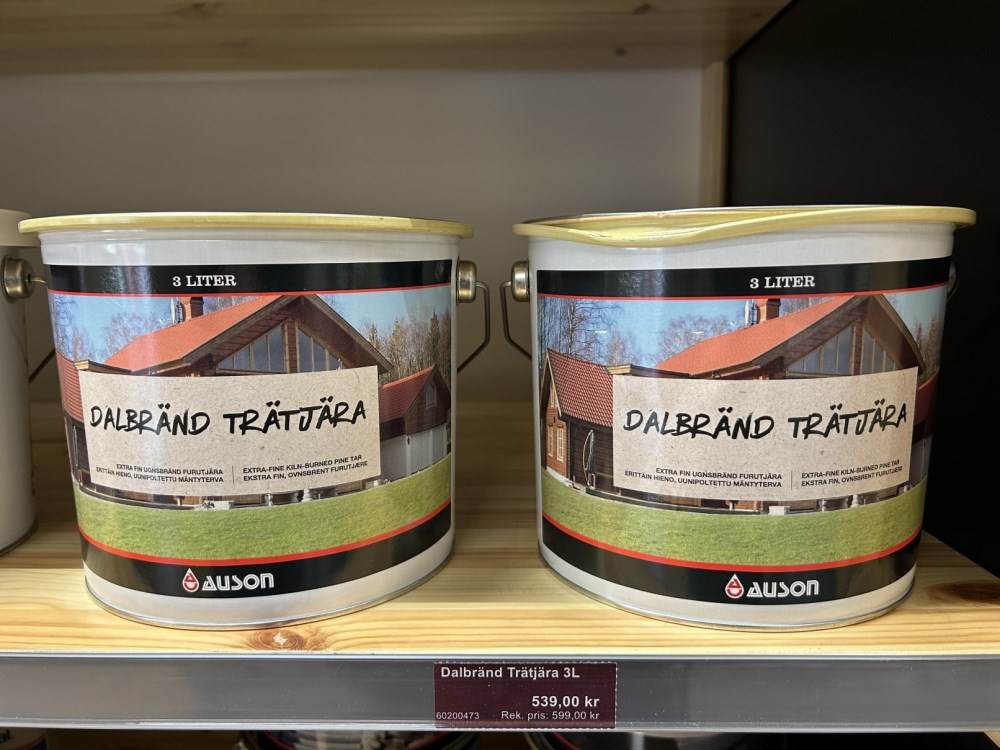 3 LITER
DALBRÄND TRÄTJÄRA
EXTRA FIN UGNSBRÄND FURUTJÄRA
ERITTÄIN HIENO, UUNIPOLTETTU MÄNTYTERVA
EXTRA-FINE KILN-BURNED PINE TAR
EKSTRA FIN, OVNSBRENT FURUTJÆRE
AUSON
3 LITER
DALBRÄND TRÄTJÄRA
EXTRA FIN UGNSBRÄND FURUTJÄRA
ERITTÄIN HIENO, UUNIPOLTETTU MÄNTYTERVA
EXTRA-FINE KILN-BURNED PINE TAR
EKSTRA FIN, OVNSBRENT FURUTJÆRE
AUSON
Dalbränd Trätjära 3L
539,00 kr
60200473 Rek. pris: 599,00 kr